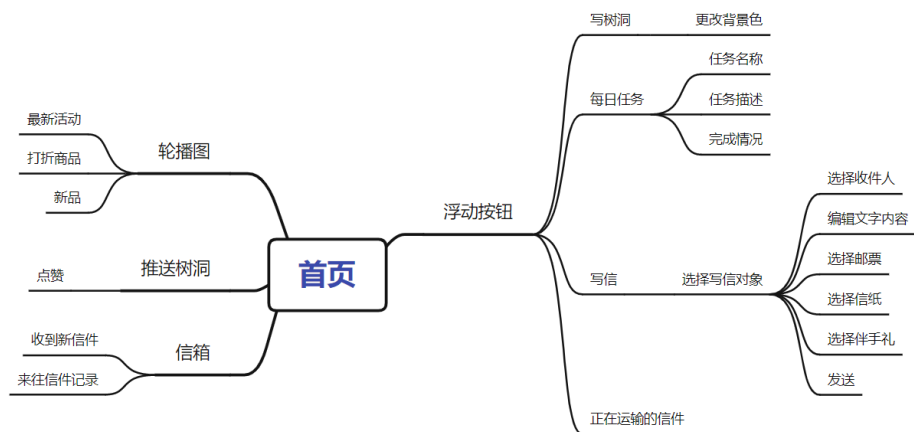 首页
轮播图
最新活动
打折商品
新品
推送树洞
点赞
信箱
收到新信件
来往信件记录
浮动按钮
写树洞
更改背景色
每日任务
任务名称
任务描述
完成情况
写信
选择写信对象
选择收件人
编辑文字内容
选择邮票
选择信纸
选择伴手礼
发送
正在运输的信件